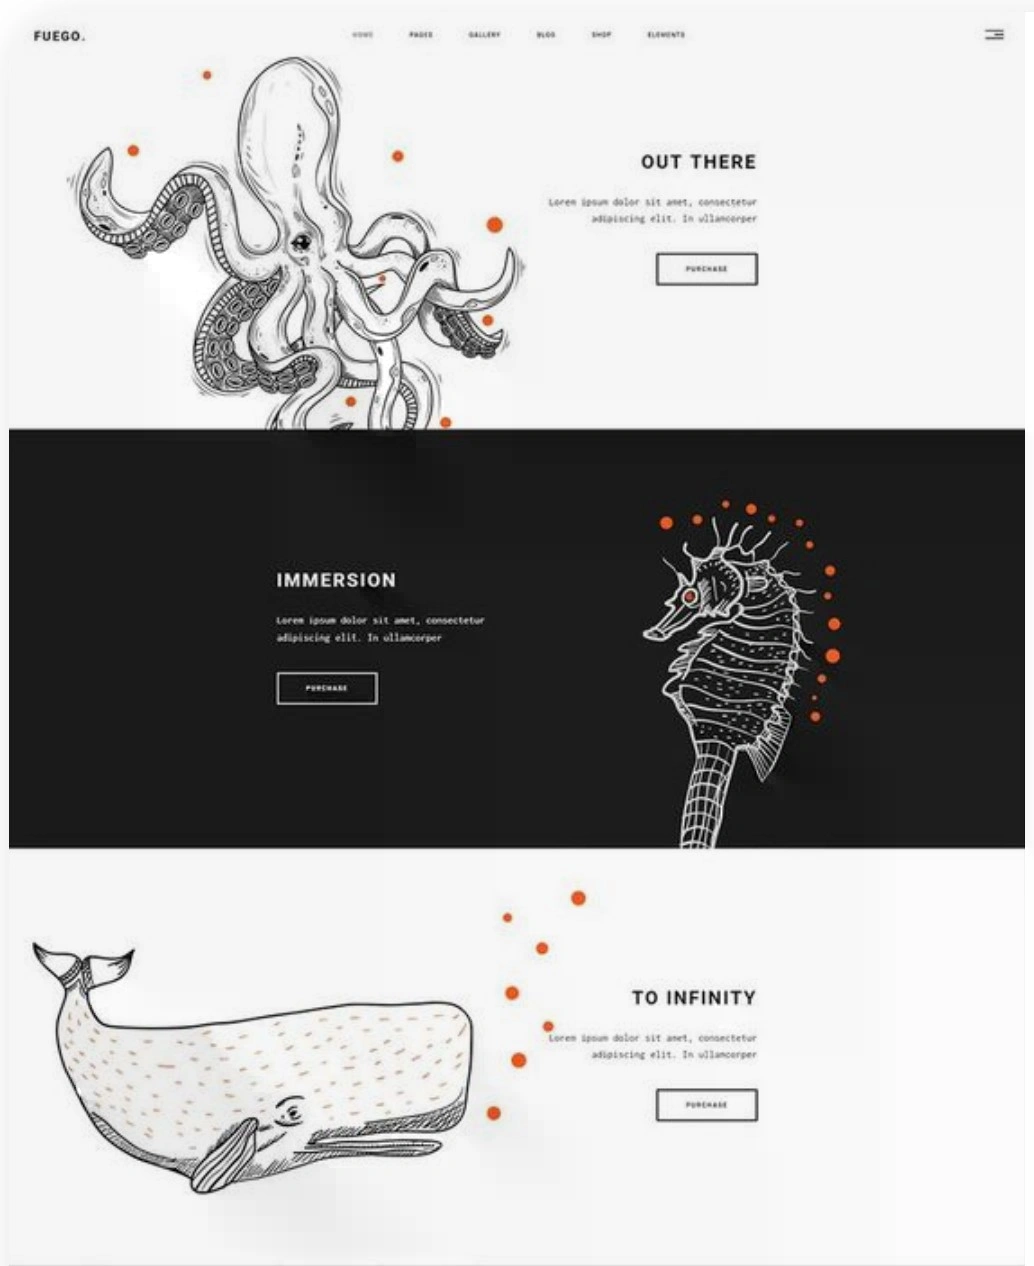 FUEGO.
HOME PAGES GALLERY BLOG SHOP ELEMENTS
OUT THERE
Lorem ipsum dolor sit amet, consectetur
adipiscing elit. In ullamcorper
PURCHASE
IMMERSION
Lorem ipsum dolor sit amet, consectetur
adipiscing elit. In ullamcorper
PURCHASE
TO INFINITY
Lorem ipsum dolor sit amet, consectetur
adipiscing elit. In ullamcorper
PURCHASE